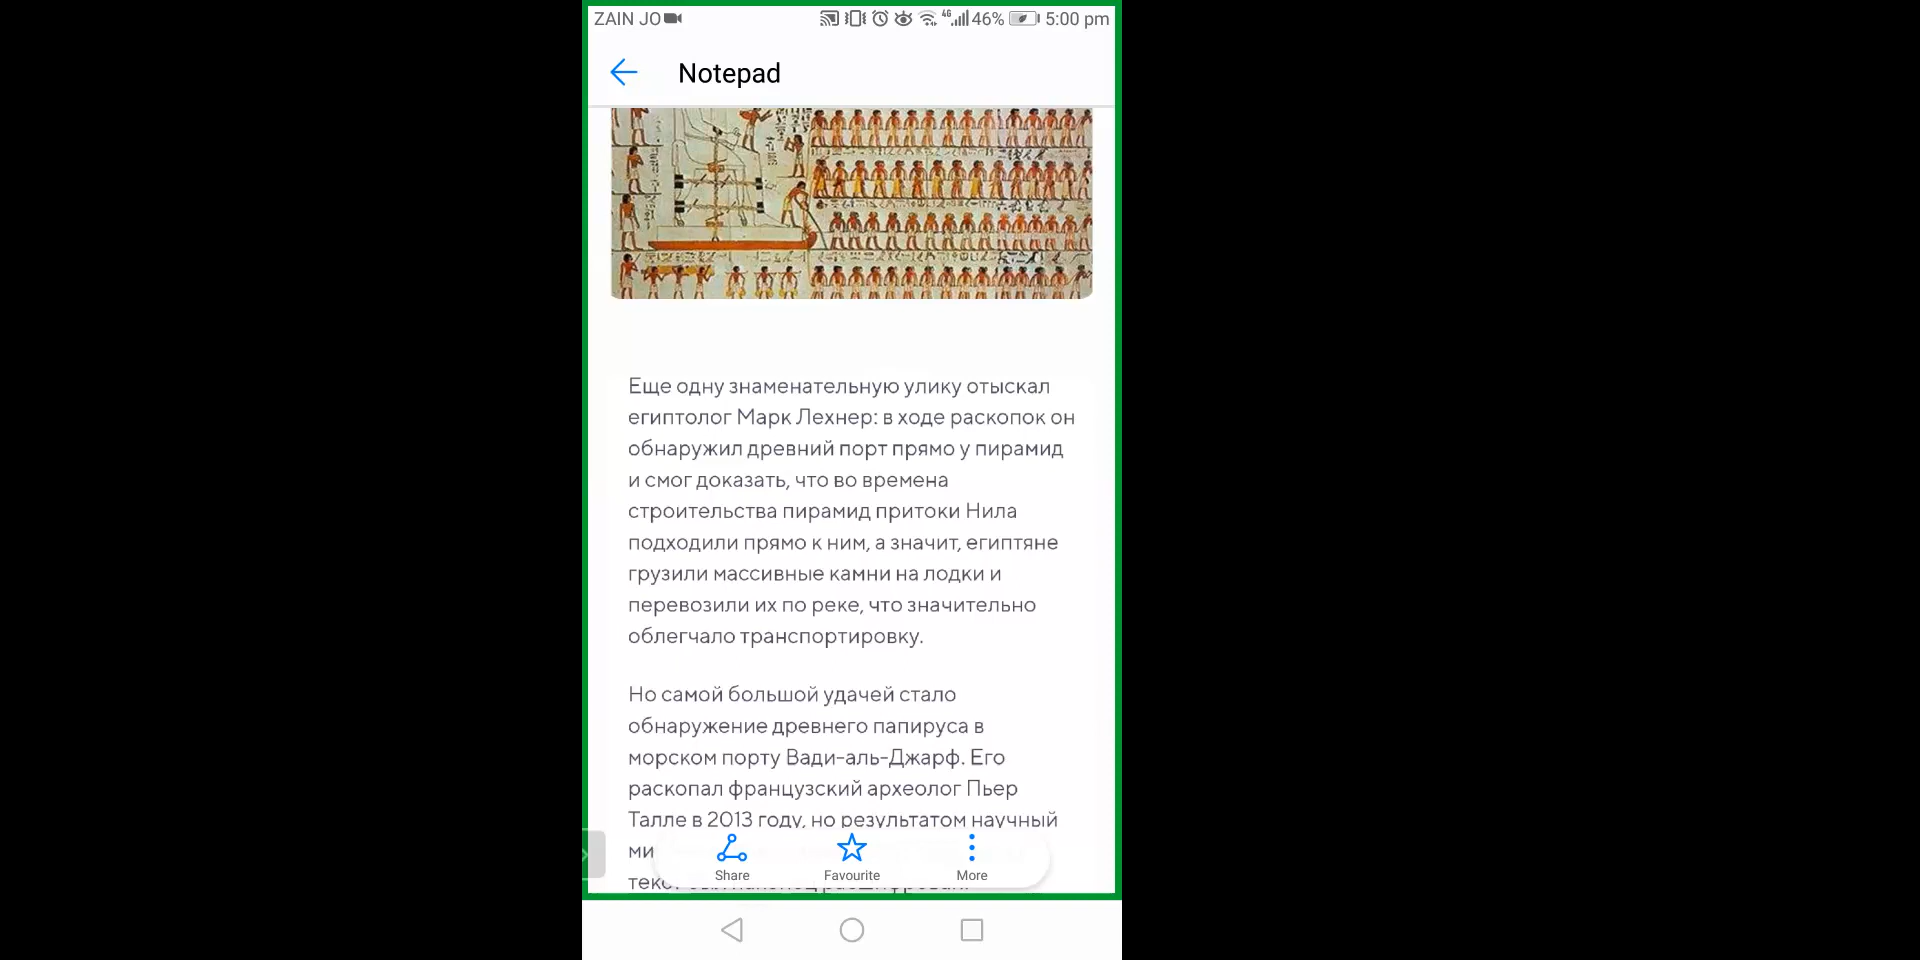 ZAIN JO 4G 46% 5:00 pm
Notepad
Еще одну знаменательную улику отыскал
египтолог Марк Лехнер: в ходе раскопок он
обнаружил древний порт прямо у пирамид
и смог доказать, что во времена
строительства пирамид притоки Нила
подходили прямо к ним, а значит, египтяне
грузили массивные камни на лодки и
перевозили их по реке, что значительно
облегчало транспортировку.
Но самой большой удачей стало
обнаружение древнего папируса в
морском порту Вади-аль-Джарф. Его
раскопал французский археолог Пьер
Талле в 2013 году, но результатом научный
ми
Share Favourite More